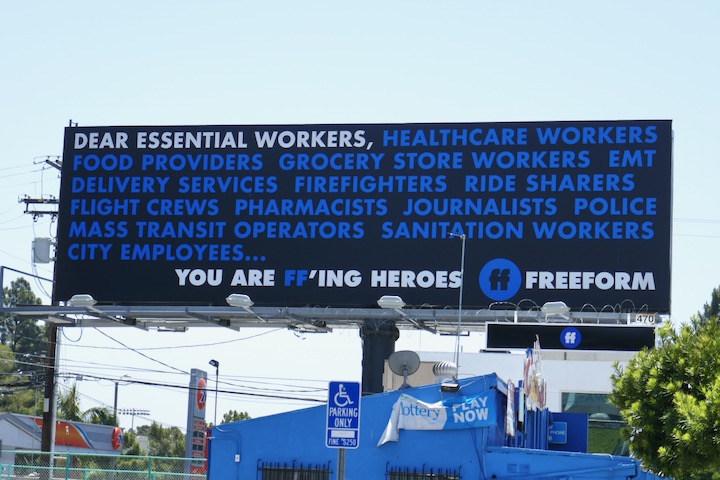 DEAR ESSENTIAL WORKERS, HEALTHCARE WORKERS
FOOD PROVIDERS GROCERY STORE WORKERS EMT
DELIVERY SERVICES FIREFIGHTERS RIDE SHARERS
FLIGHT CREWS PHARMACISTS JOURNALISTS POLICE
MASS TRANSIT OPERATORS SANITATION WORKERS
CITY EMPLOYEES...
YOU ARE FF'ING HEROES ff FREEFORM
470
ff
PARKING
ONLY
FINE $250
lottery PLAY
NOW
PHONE